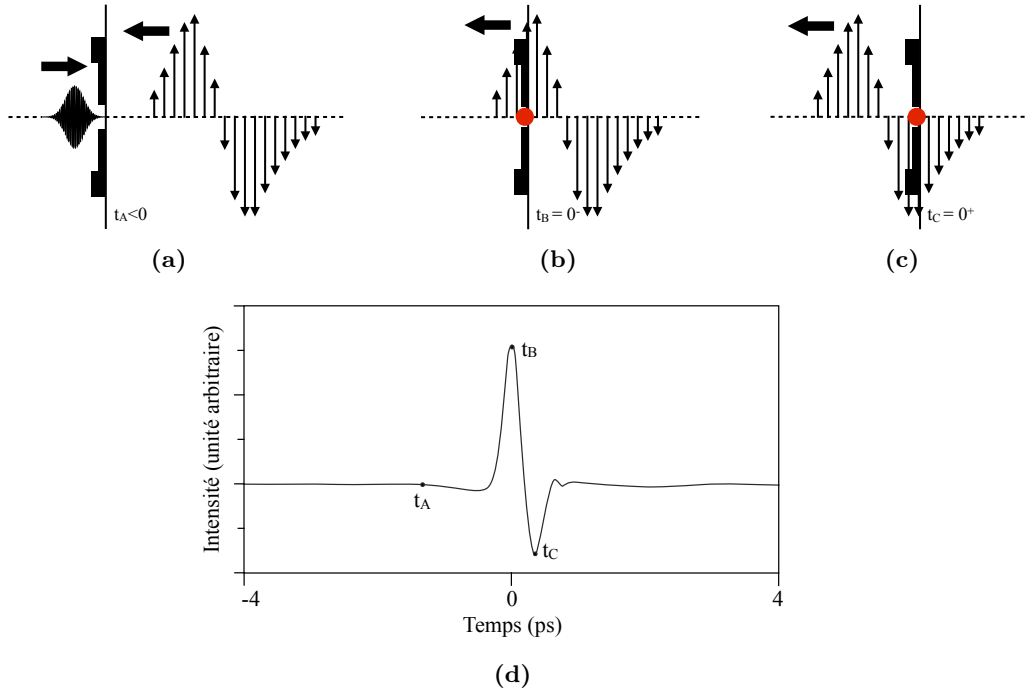 t_A<0
t_B = 0⁻
t_C = 0⁺
(a)
(b)
(c)
Intensité (unité arbitraire)
t_B
t_A
t_C
-4
0
4
Temps (ps)
(d)